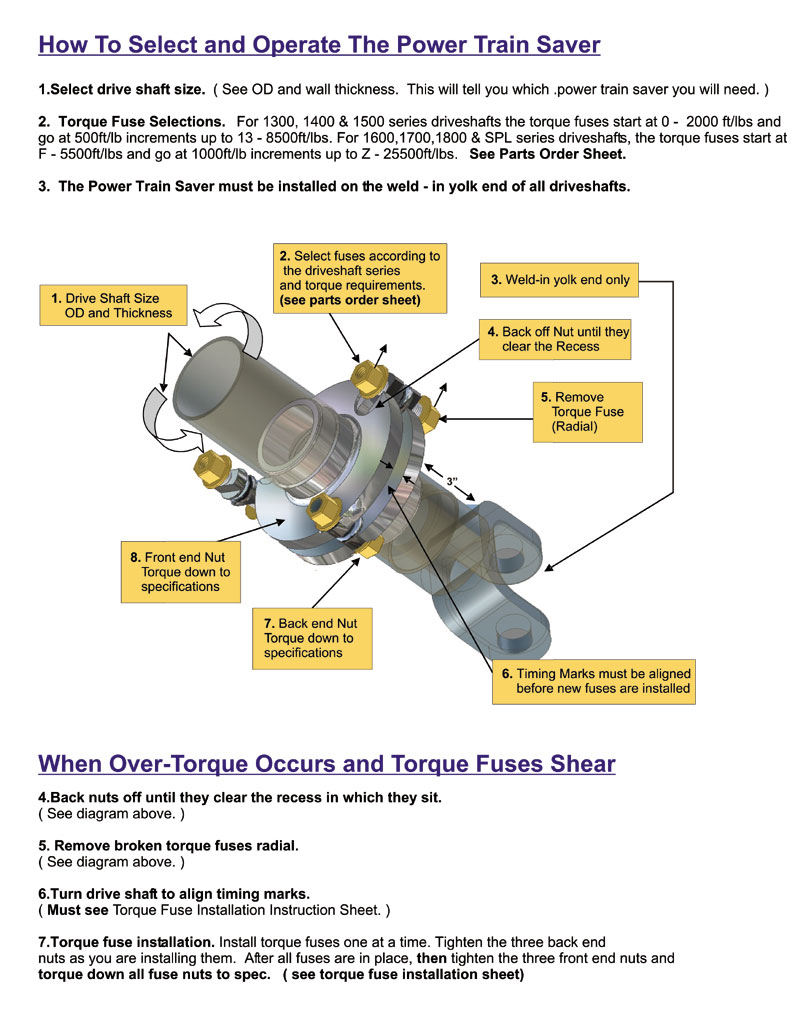 How To Select and Operate The Power Train Saver
1.Select drive shaft size. ( See OD and wall thickness. This will tell you which .power train saver you will need. )
2. Torque Fuse Selections. For 1300, 1400 & 1500 series driveshafts the torque fuses start at 0 - 2000 ft/lbs and
go at 500ft/lb increments up to 13 - 8500ft/lbs. For 1600,1700,1800 & SPL series driveshafts, the torque fuses start at
F - 5500ft/lbs and go at 1000ft/lb increments up to Z - 25500ft/lbs. See Parts Order Sheet.
3. The Power Train Saver must be installed on the weld - in yolk end of all driveshafts.
2. Select fuses according to
the driveshaft series
and torque requirements.
(see parts order sheet)
3. Weld-in yolk end only
1. Drive Shaft Size
OD and Thickness
4. Back off Nut until they
clear the Recess
5. Remove
Torque Fuse
(Radial)
3"
8. Front end Nut
Torque down to
specifications
7. Back end Nut
Torque down to
specifications
6. Timing Marks must be aligned
before new fuses are installed
When Over-Torque Occurs and Torque Fuses Shear
4.Back nuts off until they clear the recess in which they sit.
( See diagram above. )
5. Remove broken torque fuses radial.
( See diagram above. )
6.Turn drive shaft to align timing marks.
( Must see Torque Fuse Installation Instruction Sheet. )
7.Torque fuse installation. Install torque fuses one at a time. Tighten the three back end
nuts as you are installing them. After all fuses are in place, then tighten the three front end nuts and
torque down all fuse nuts to spec. ( see torque fuse installation sheet)